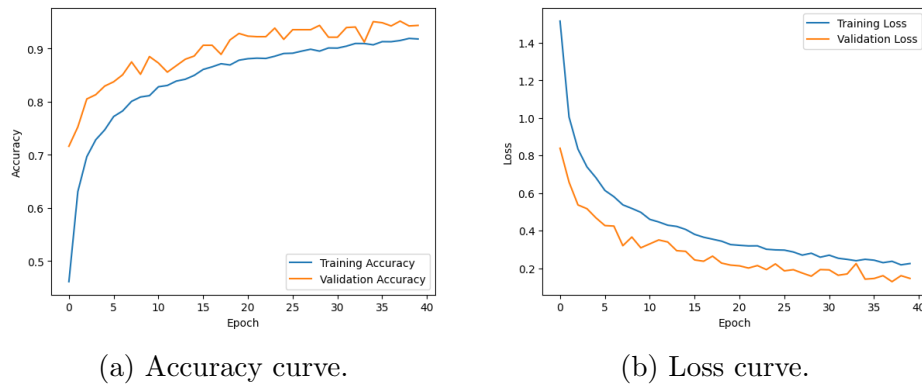 0.9
0.8
0.7
0.6
0.5
Accuracy
0 5 10 15 20 25 30 35 40
Epoch
Training Accuracy
Validation Accuracy
(a) Accuracy curve.
1.4
1.2
1.0
0.8
0.6
0.4
0.2
Loss
0 5 10 15 20 25 30 35 40
Epoch
Training Loss
Validation Loss
(b) Loss curve.